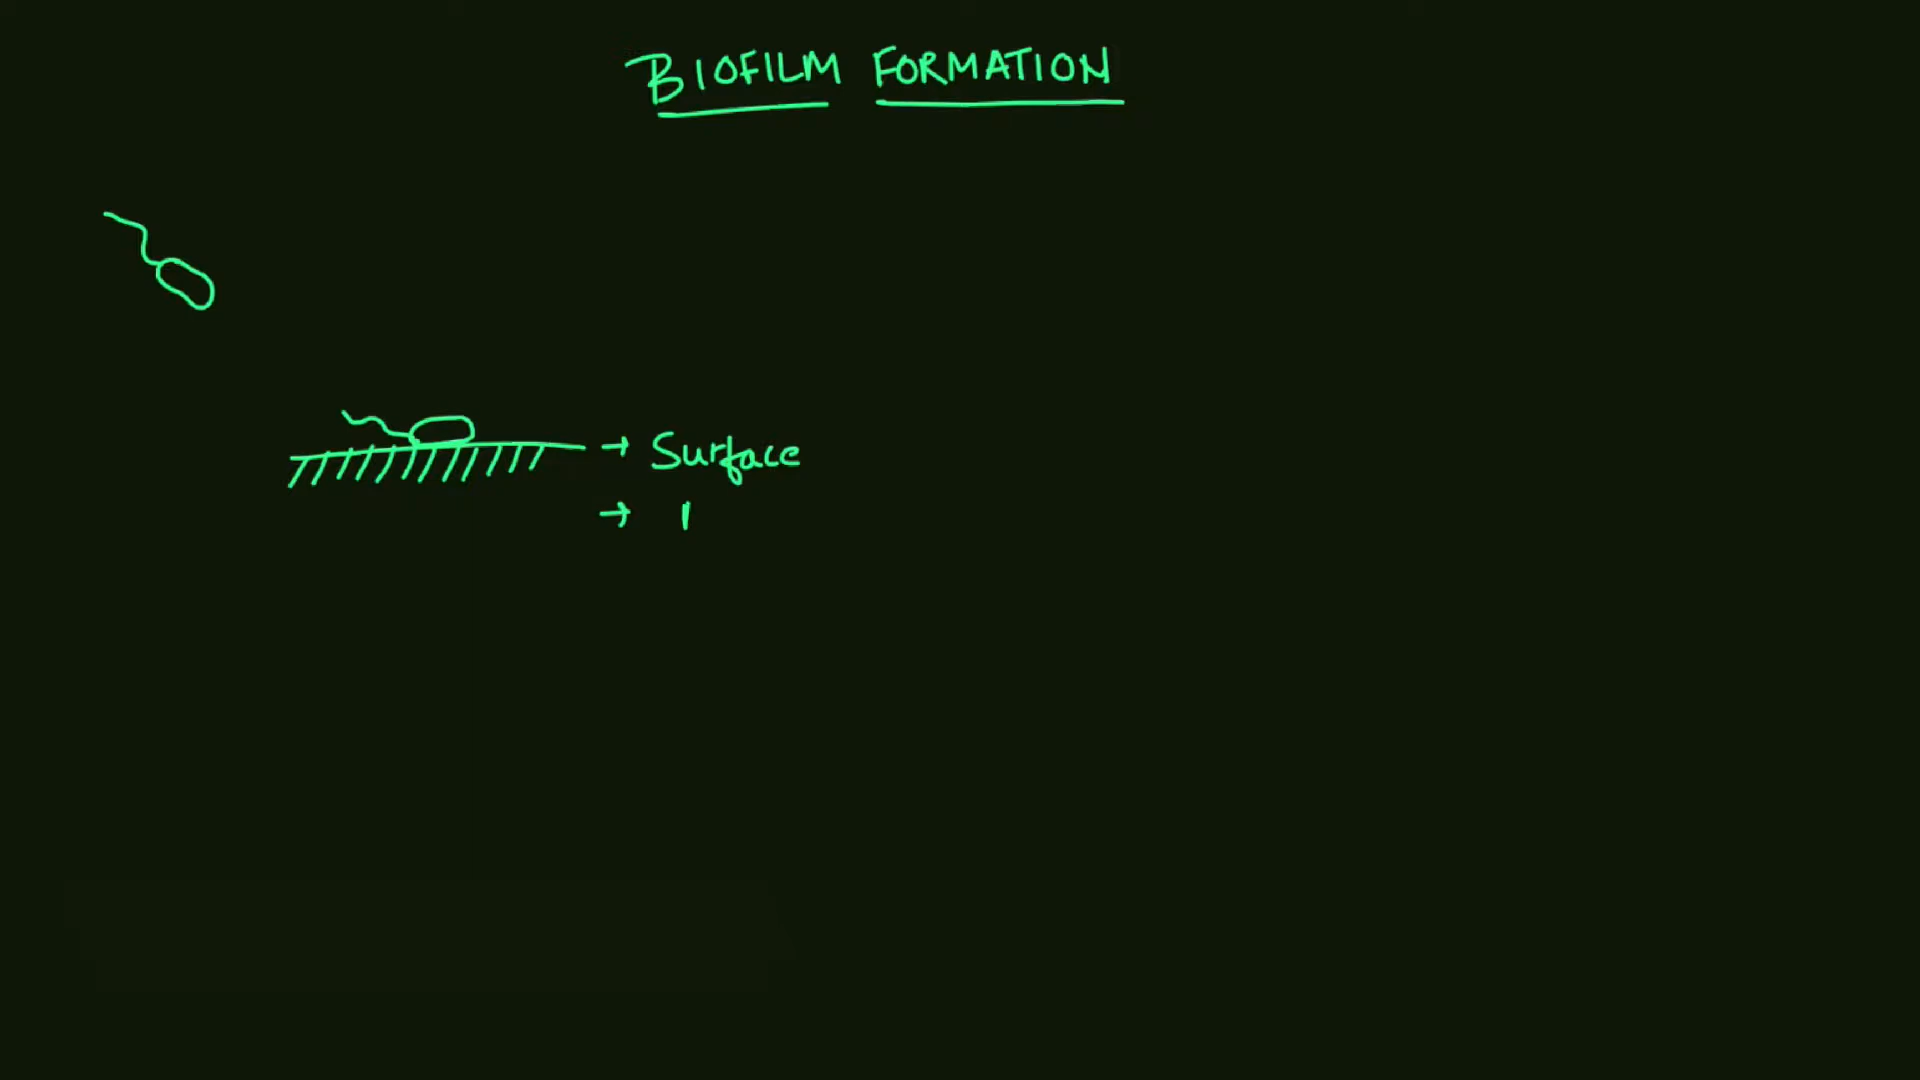 BIOFILM FORMATION
→ Surface
→